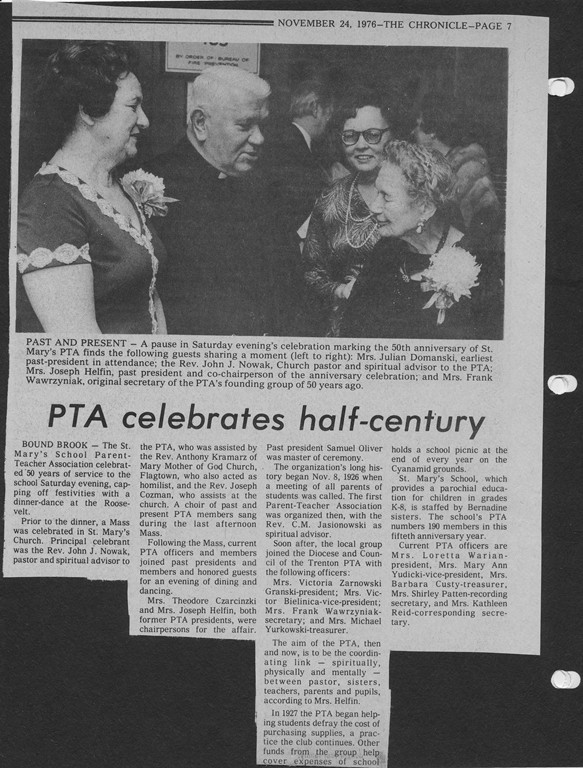 NOVEMBER 24, 1976—THE CHRONICLE—PAGE 7
BY ORDER OF BUREAU OF
FIRE PREVENTION
PAST AND PRESENT — A pause in Saturday evening's celebration marking the 50th anniversary of St.
Mary's PTA finds the following guests sharing a moment (left to right): Mrs. Julian Domanski, earliest
past-president in attendance; the Rev. John J. Nowak, Church pastor and spiritual advisor to the PTA;
Mrs. Joseph Helfin, past president and co-chairperson of the anniversary celebration; and Mrs. Frank
Wawrzyniak, original secretary of the PTA's founding group of 50 years ago.
PTA celebrates half-century
BOUND BROOK — The St.
Mary's School Parent-
Teacher Association celebrat-
ed 50 years of service to the
school Saturday evening, cap-
ping off festivities with a
dinner-dance at the Roose-
velt.
Prior to the dinner, a Mass
was celebrated in St. Mary's
Church. Principal celebrant
was the Rev. John J. Nowak,
pastor and spiritual advisor to
the PTA, who was assisted by
the Rev. Anthony Kramarz of
Mary Mother of God Church,
Flagtown, who also acted as
homilist, and the Rev. Joseph
Cozman, who assists at the
church. A choir of past and
present PTA members sang
during the last afternoon
Mass.
Following the Mass, current
PTA officers and members
joined past presidents and
members and honored guests
for an evening of dining and
dancing.
Mrs. Theodore Czarcinzki
and Mrs. Joseph Helfin, both
former PTA presidents, were
chairpersons for the affair.
Past president Samuel Oliver
was master of ceremony.
The organization's long his-
tory began Nov. 8, 1926 when
a meeting of all parents of
students was called. The first
Parent-Teacher Association
was organized then, with the
Rev. C.M. Jasionowski as
spiritual advisor.
Soon after, the local group
joined the Diocese and Coun-
cil of the Trenton PTA with
the following officers:
Mrs. Victoria Zarnowski
Granski-president; Mrs. Vic-
tor Bielinica-vice-president;
Mrs. Frank Wawrzyniak-
secretary; and Mrs. Michael
Yurkowski-treasurer.
The aim of the PTA, then
and now, is to be the coordin-
ating link — spiritually,
physically and mentally —
between pastor, sisters,
teachers, parents and pupils,
according to Mrs. Helfin.
In 1927 the PTA began help-
ing students defray the cost of
purchasing supplies, a prac-
tice the club continues. Other
funds from the group help
cover expenses of school
holds a school picnic at the
end of every year on the
Cyanamid grounds.
St. Mary's School, which
provides a parochial educa-
tion for children in grades
K-8, is staffed by Bernadine
sisters. The school's PTA
numbers 190 members in this
fiftieth anniversary year.
Current PTA officers are
Mrs. Loretta Warian-
president, Mrs. Mary Ann
Yudicki-vice-president, Mrs.
Barbara Custy-treasurer,
Mrs. Shirley Patten-recording
secretary, and Mrs. Kathleen
Reid-corresponding secre-
tary.